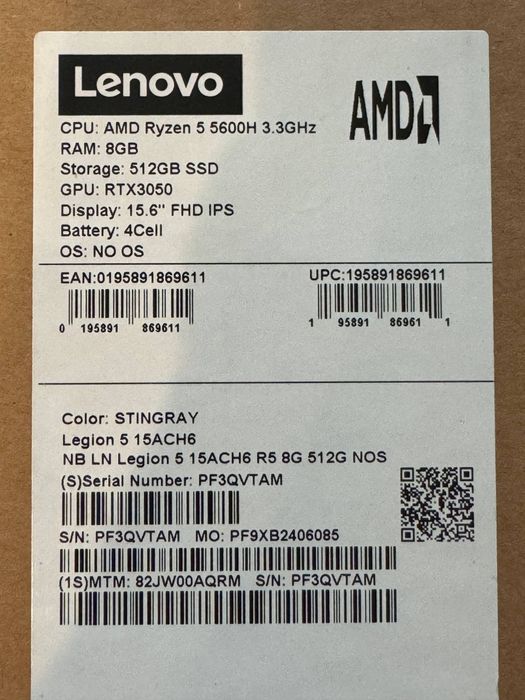 Lenovo
AMD
CPU: AMD Ryzen 5 5600H 3.3GHz
RAM: 8GB
Storage: 512GB SSD
GPU: RTX3050
Display: 15.6" FHD IPS
Battery: 4Cell
OS: NO OS
EAN:0195891869611 UPC:195891869611
0 195891 869611 1 95891 86961 1
Color: STINGRAY
Legion 5 15ACH6
NB LN Legion 5 15ACH6 R5 8G 512G NOS
(S)Serial Number: PF3QVTAM
S/N: PF3QVTAM MO: PF9XB2406085
(1S)MTM: 82JW00AQRM S/N: PF3QVTAM